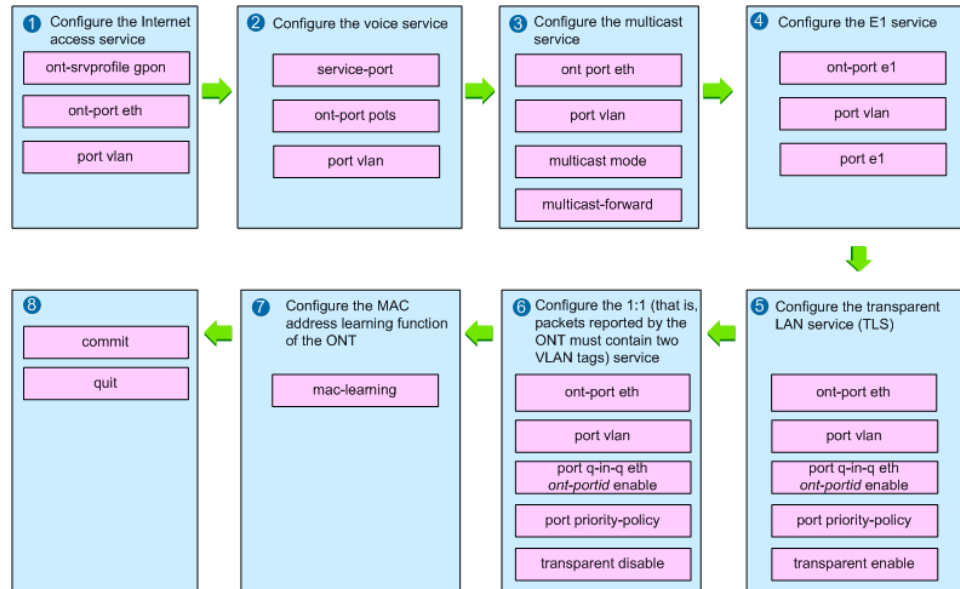 1 Configure the Internet
access service
ont-srvprofile gpon
ont-port eth
port vlan
2 Configure the voice service
service-port
ont-port pots
port vlan
3 Configure the multicast
service
ont port eth
port vlan
multicast mode
multicast-forward
4 Configure the E1 service
ont-port e1
port vlan
port e1
5 Configure the transparent
LAN service (TLS)
ont-port eth
port vlan
port q-in-q eth
ont-portid enable
port priority-policy
transparent enable
6 Configure the 1:1 (that is,
packets reported by the
ONT must contain two
VLAN tags) service
ont-port eth
port vlan
port q-in-q eth
ont-portid enable
port priority-policy
transparent disable
7 Configure the MAC
address learning function
of the ONT
mac-learning
8
commit
quit